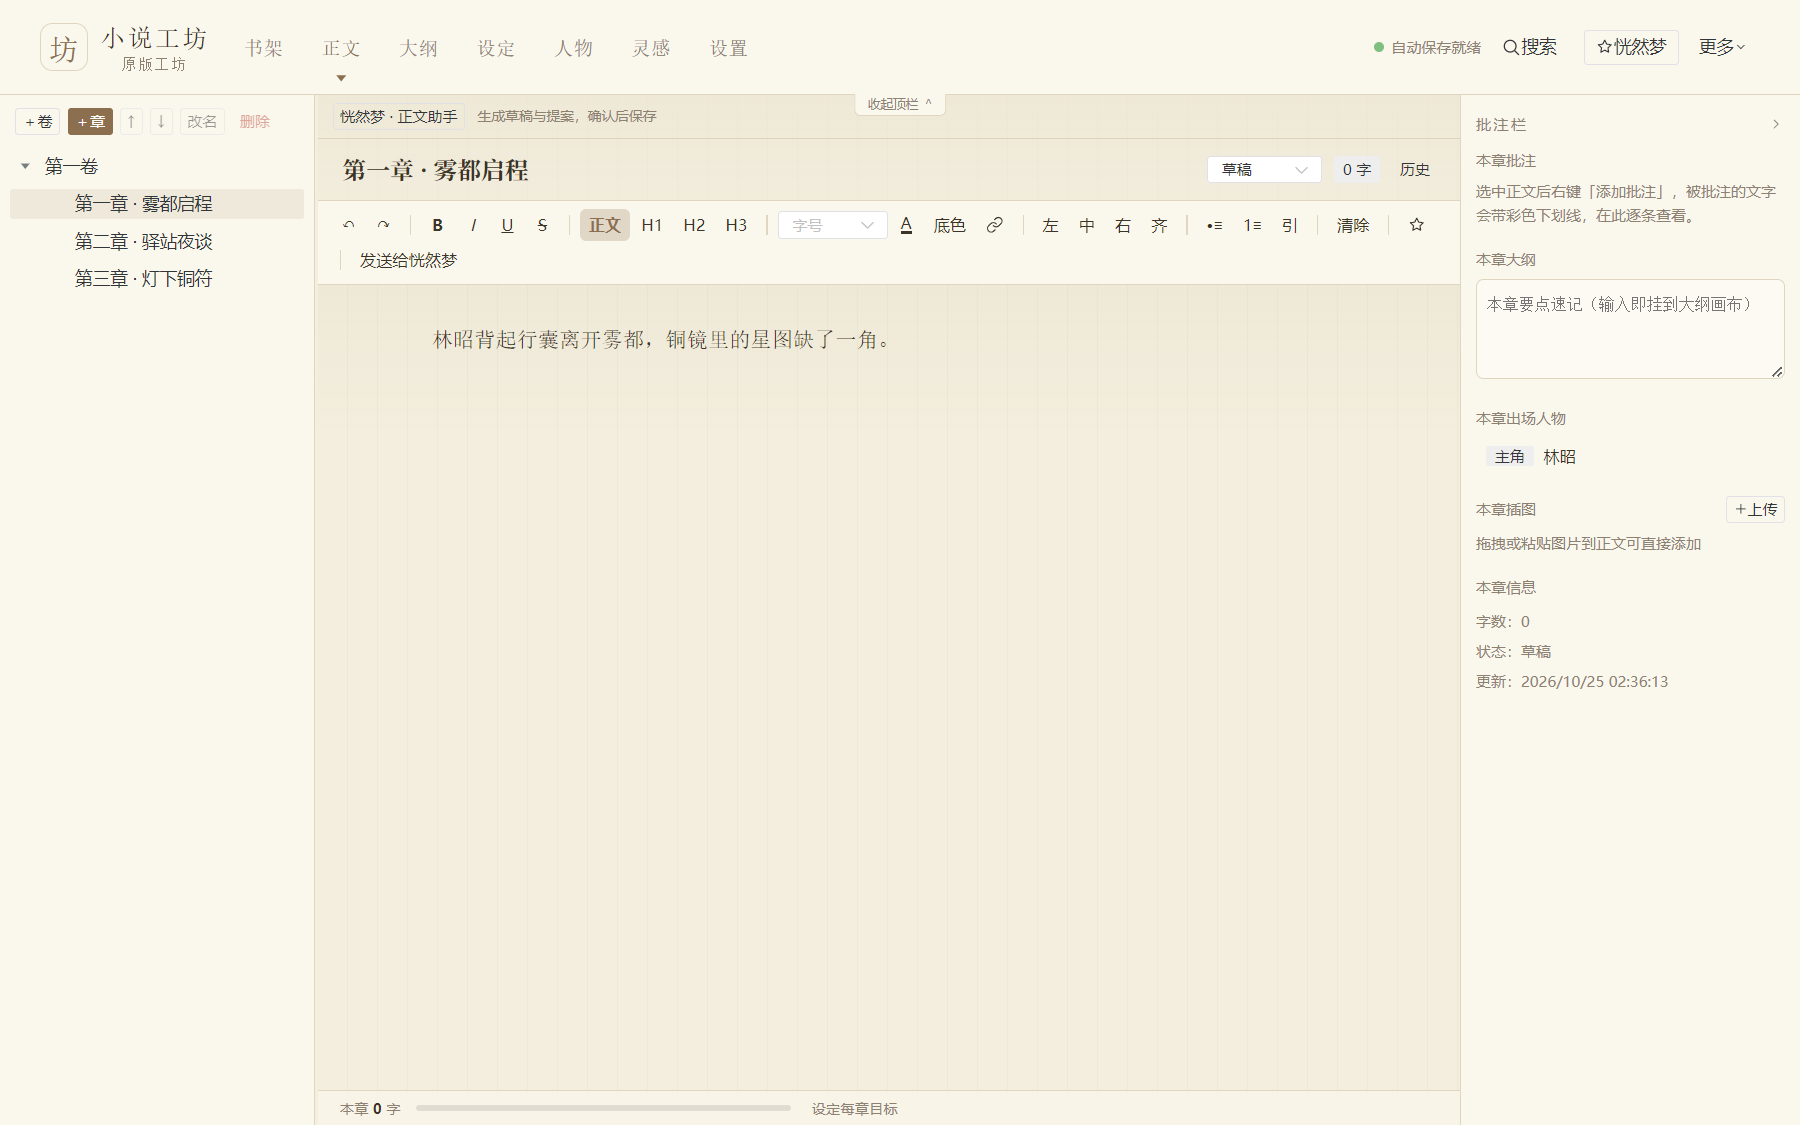 坊
小说工坊
原版工坊
书架 正文 大纲 设定 人物 灵感 设置
自动保存就绪 搜索 恍然梦 更多
+卷 +章 ↑ ↓ 改名 删除
第一卷
第一章 · 雾都启程
第二章 · 驿站夜谈
第三章 · 灯下铜符
恍然梦 · 正文助手 生成草稿与提案，确认后保存
收起顶栏 ^
第一章 · 雾都启程
草稿 0 字 历史
B I U S 正文 H1 H2 H3 字号 A 底色 左 中 右 齐 •≡ 1≡ 引 清除
发送给恍然梦
林昭背起行囊离开雾都，铜镜里的星图缺了一角。
本章 0 字 设定每章目标
批注栏
本章批注
选中正文后右键「添加批注」，被批注的文字
会带彩色下划线，在此逐条查看。
本章大纲
本章要点速记（输入即挂到大纲画布）
本章出场人物
主角 林昭
本章插图 +上传
拖拽或粘贴图片到正文可直接添加
本章信息
字数：0
状态：草稿
更新：2026/10/25 02:36:13